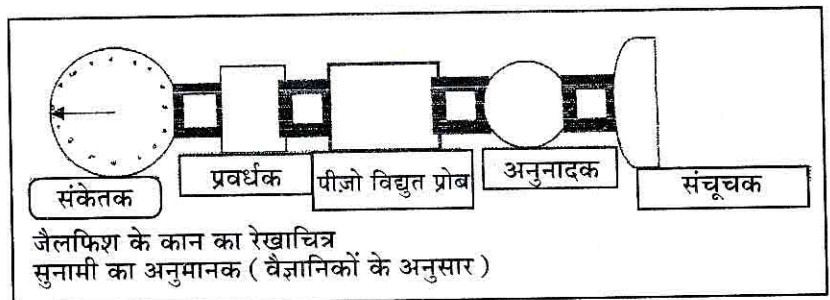 संकेतक
प्रवर्धक
पीज़ो विद्युत प्रोब
अनुनादक
संचूचक
जैलफिश के कान का रेखाचित्र
सुनामी का अनुमानक ( वैज्ञानिकों के अनुसार )